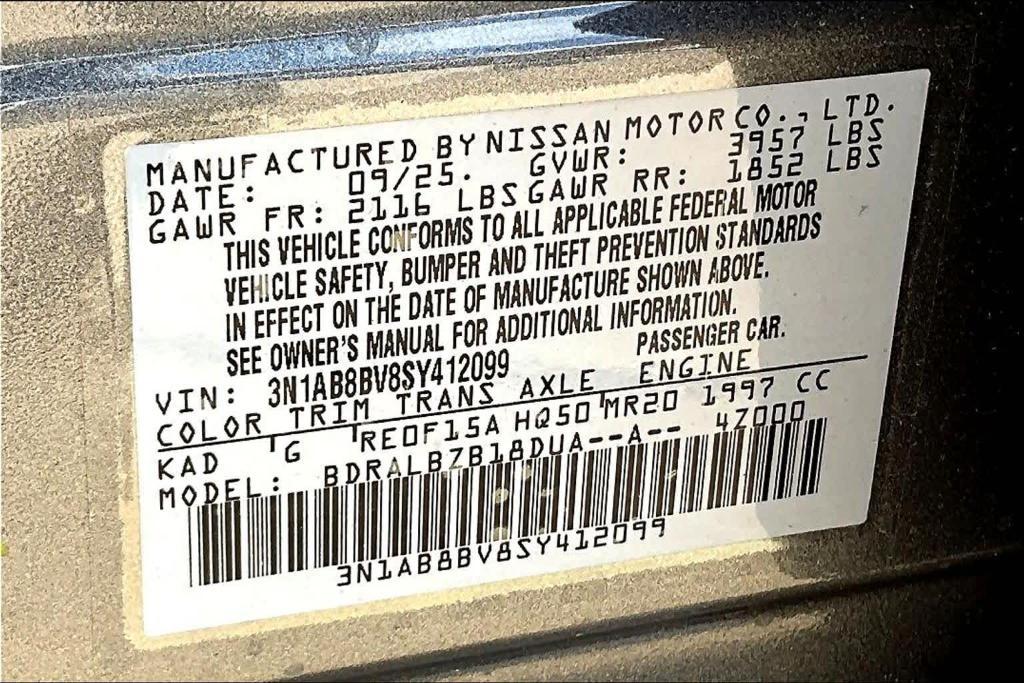 MANUFACTURED BY NISSAN MOTOR CO., LTD.
DATE: 09/25. GVWR: 3957 LBS
GAWR FR: 2116 LBS GAWR RR: 1852 LBS
THIS VEHICLE CONFORMS TO ALL APPLICABLE FEDERAL MOTOR
VEHICLE SAFETY, BUMPER AND THEFT PREVENTION STANDARDS
IN EFFECT ON THE DATE OF MANUFACTURE SHOWN ABOVE.
SEE OWNER'S MANUAL FOR ADDITIONAL INFORMATION.
VIN: 3N1AB8BV8SY412099 PASSENGER CAR.
COLOR TRIM TRANS AXLE ENGINE
KAD G RE0F15A HQ50 MR20 1997 CC
MODEL: BDRALBZB18DUA--A-- 4Z000
3N1AB8BV8SY412099